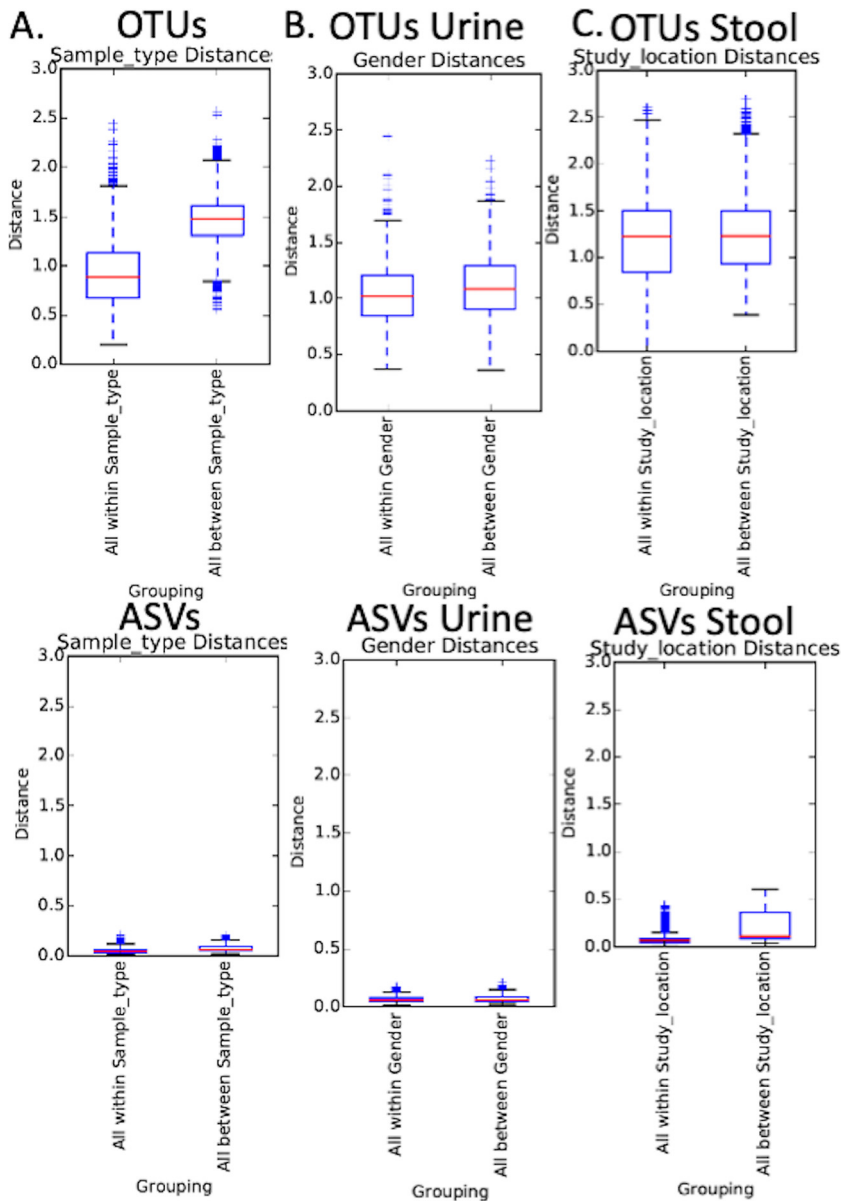 A. OTUs
Sample_type Distances
3.0
2.5
2.0
1.5
1.0
0.5
0.0
Distance
All within Sample_type
All between Sample_type
Grouping
B. OTUs Urine
Gender Distances
3.0
2.5
2.0
1.5
1.0
0.5
0.0
Distance
All within Gender
All between Gender
Grouping
C. OTUs Stool
Study_location Distances
3.0
2.5
2.0
1.5
1.0
0.5
0.0
Distance
All within Study_location
All between Study_location
Grouping
ASVs
Sample_type Distances
3.0
2.5
2.0
1.5
1.0
0.5
0.0
Distance
All within Sample_type
All between Sample_type
Grouping
ASVs Urine
Gender Distances
3.0
2.5
2.0
1.5
1.0
0.5
0.0
Distance
All within Gender
All between Gender
Grouping
ASVs Stool
Study_location Distances
3.0
2.5
2.0
1.5
1.0
0.5
0.0
Distance
All within Study_location
All between Study_location
Grouping